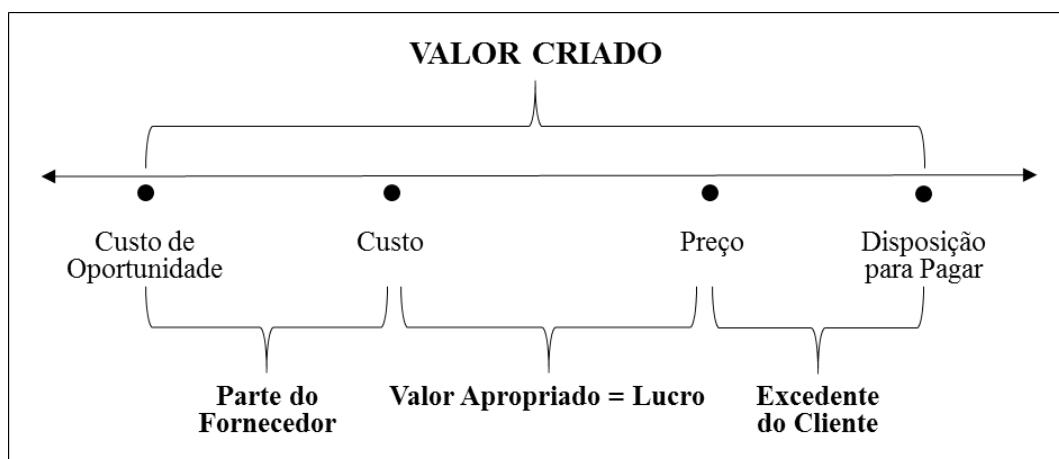 VALOR CRIADO
Custo de
Oportunidade
Custo
Preço
Disposição
para Pagar
Parte do
Fornecedor
Valor Apropriado = Lucro
Excedente
do Cliente